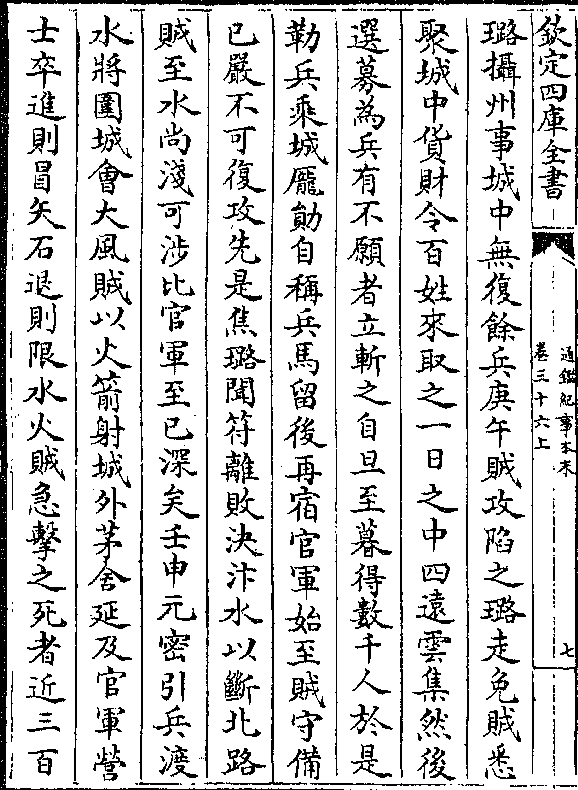 欽定四庫全書
通鑑紀事本末
卷三十六上
七
璐攝州事城中無復餘兵庚午賊攻陷之璐走免賊悉
聚城中貨財令百姓來取之一日之中四遠雲集然後
選募為兵有不願者立斬之自旦至暮得數千人於是
勒兵乘城龎勛自稱兵馬留後再宿官軍始至賊守備
已嚴不可復攻先是焦璐聞符離敗決汴水以斷北路
賊至水尚淺可涉比官軍至已深矣壬申元密引兵渡
水將圍城會大風賊以火箭射城外茅舍延及官軍營
士卒進則冒矢石退則限水火賊急擊之死者近三百